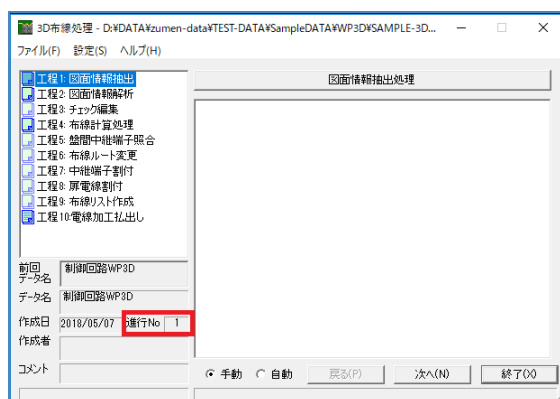 3D布線処理 - D:¥DATA¥zumen-data¥TEST-DATA¥SampleDATA¥WP3D¥SAMPLE-3D...
ファイル(F) 設定(S) ヘルプ(H)
工程1: 図面情報抽出
工程2: 図面情報解析
工程3: チェック編集
工程4: 布線計算処理
工程5: 盤間中継端子照合
工程6: 布線ルート変更
工程7: 中継端子割付
工程8: 扉電線割付
工程9: 布線リスト作成
工程10:電線加工払出し
図面情報抽出処理
前回
データ名 制御回路WP3D
データ名 制御回路WP3D
作成日 2018/05/07 進行No 1
作成者
コメント
手動 自動 戻る(P) 次へ(N) 終了(X)